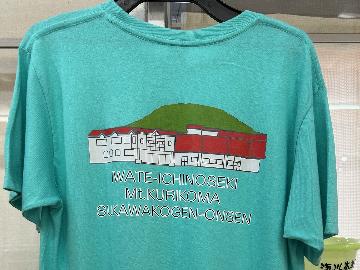 IWATE-ICHINOSEKI
Mt.KURIKOMA
SUKAWAKOGEN-ONSEN